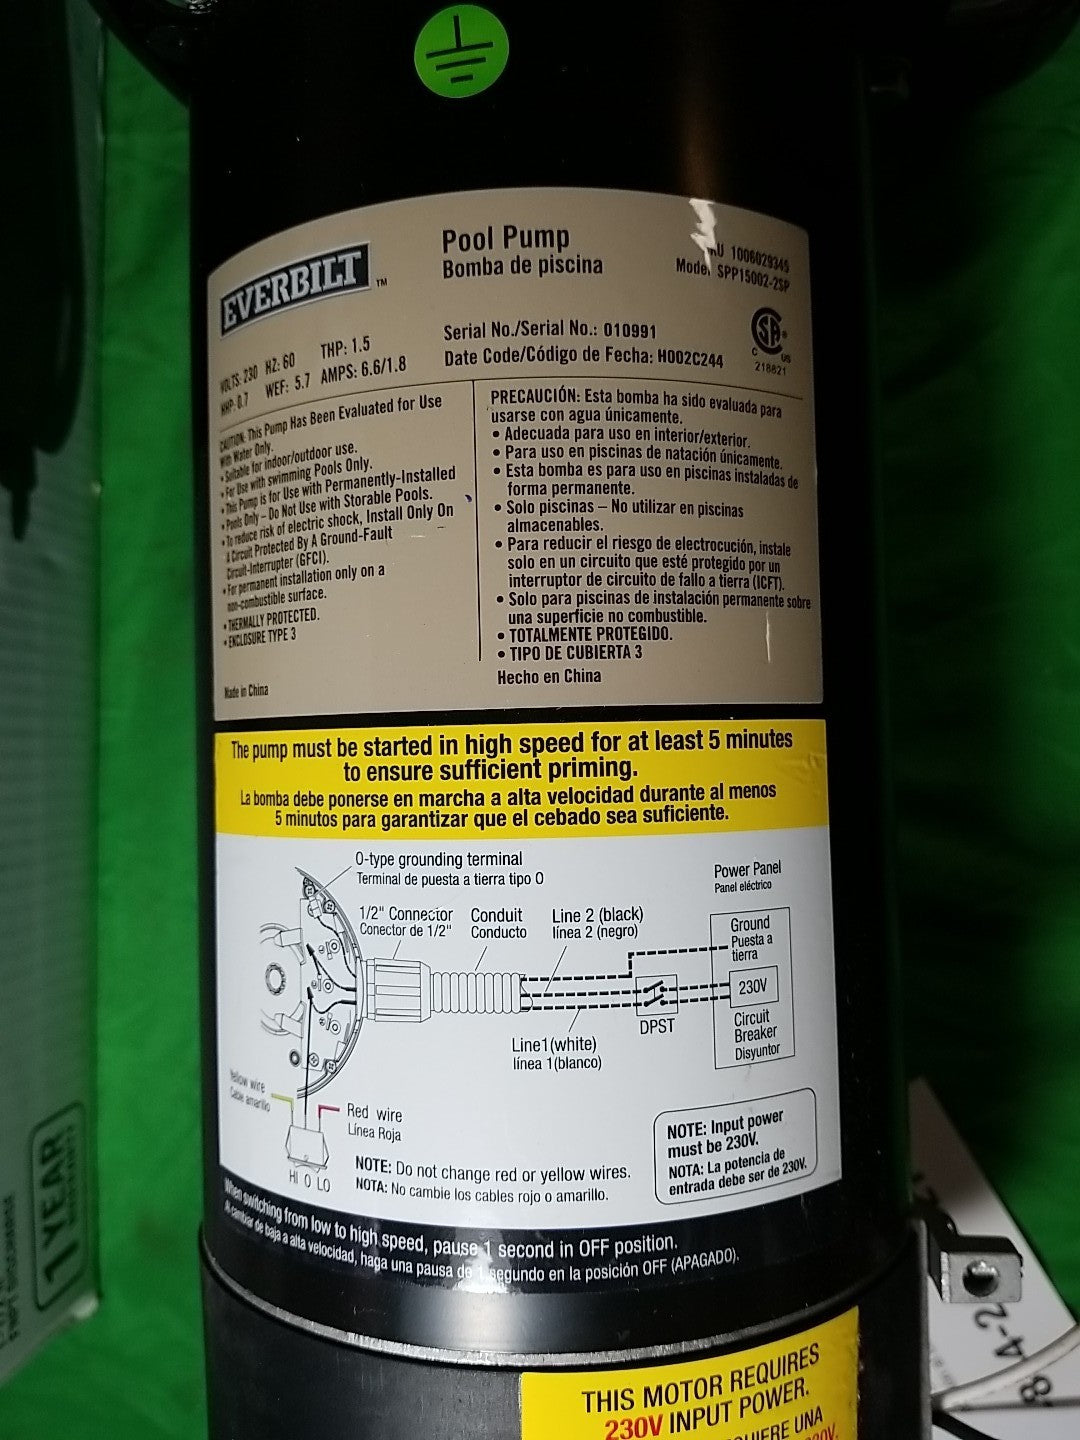 EVERBILT™
Pool Pump
Bomba de piscina
1006029345
Model SPP15002-2SP
VOLTS: 230 HZ: 60 THP: 1.5
HHP: 0.7 WEF: 5.7 AMPS: 6.6/1.8
Serial No./Serial No.: 010991
Date Code/Código de Fecha: H002C244
C US
218821
CAUTION: This Pump Has Been Evaluated for Use
With Water Only.
• Suitable for indoor/outdoor use.
• For Use with swimming Pools Only.
• This Pump is for Use with Permanently-Installed
Pools Only – Do Not Use with Storable Pools.
• To reduce risk of electric shock, Install Only On
A Circuit Protected By A Ground-Fault
Circuit-Interrupter (GFCI).
• For permanent installation only on a
non-combustible surface.
• THERMALLY PROTECTED.
• ENCLOSURE TYPE 3
Made in China
PRECAUCIÓN: Esta bomba ha sido evaluada para
usarse con agua únicamente.
• Adecuada para uso en interior/exterior.
• Para uso en piscinas de natación únicamente.
• Esta bomba es para uso en piscinas instaladas de
forma permanente.
• Solo piscinas – No utilizar en piscinas
almacenables.
• Para reducir el riesgo de electrocución, instale
solo en un circuito que esté protegido por un
interruptor de circuito de fallo a tierra (ICFT).
• Solo para piscinas de instalación permanente sobre
una superficie no combustible.
• TOTALMENTE PROTEGIDO.
• TIPO DE CUBIERTA 3
Hecho en China
The pump must be started in high speed for at least 5 minutes
to ensure sufficient priming.
La bomba debe ponerse en marcha a alta velocidad durante al menos
5 minutos para garantizar que el cebado sea suficiente.
O-type grounding terminal
Terminal de puesta a tierra tipo O
1/2" Connector
Conector de 1/2"
Conduit
Conducto
Line 2 (black)
línea 2 (negro)
Power Panel
Panel eléctrico
Ground
Puesta a
tierra
230V
Circuit
Breaker
Disyuntor
DPST
Line1(white)
línea 1(blanco)
Yellow wire
Cable amarillo
Red wire
Línea Roja
HI O LO
NOTE: Do not change red or yellow wires.
NOTA: No cambie los cables rojo o amarillo.
NOTE: Input power
must be 230V.
NOTA: La potencia de
entrada debe ser de 230V.
When switching from low to high speed, pause 1 second in OFF position.
Al cambiar de baja a alta velocidad, haga una pausa de 1 segundo en la posición OFF (APAGADO).
THIS MOTOR REQUIRES
230V INPUT POWER.
1 YEAR